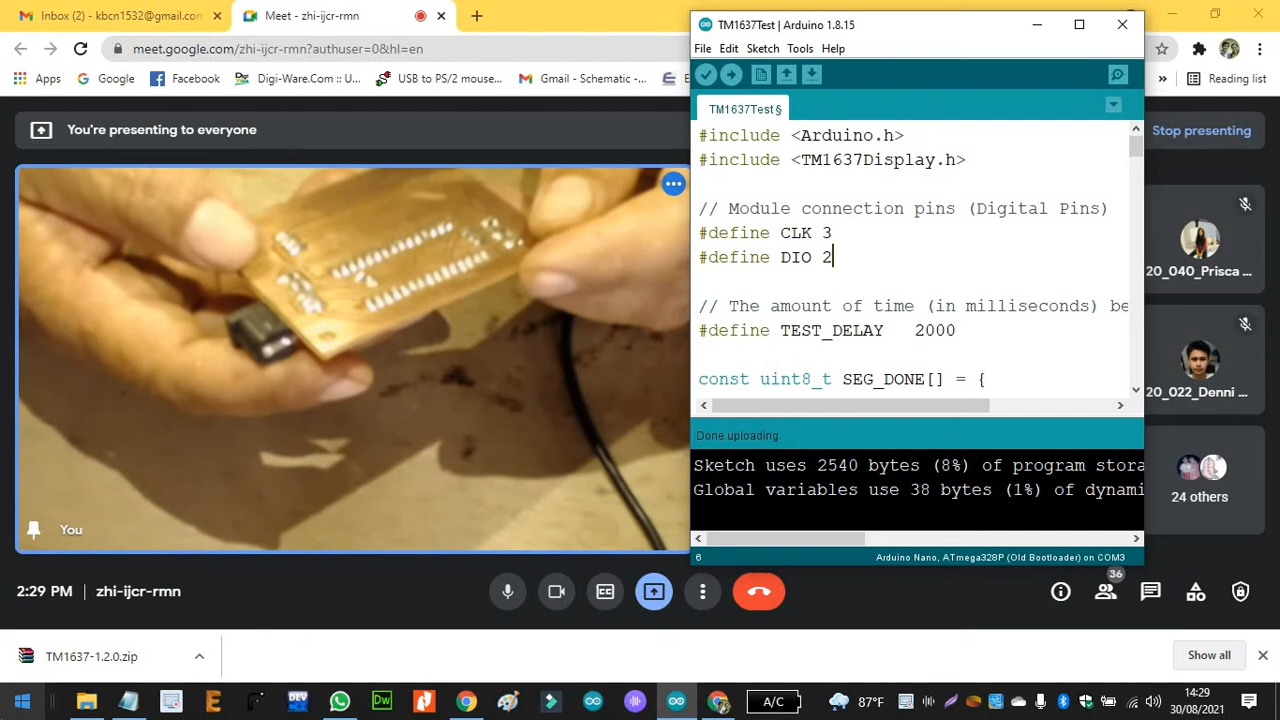 Inbox (2) - kbcn1532@gmail.com
Meet - zhi-ijcr-rmn
meet.google.com/zhi-ijcr-rmn?authuser=0&hl=en
Apps
Google
Facebook
Digi-Ware.Com :: U...
USB to PS/2 mouse...
Gmail - Schematic -...
Reading list
You're presenting to everyone
Stop presenting
TM1637Test | Arduino 1.8.15
File Edit Sketch Tools Help
TM1637Test §
#include <Arduino.h>
#include <TM1637Display.h>
// Module connection pins (Digital Pins)
#define CLK 3
#define DIO 2
// The amount of time (in milliseconds) be
#define TEST_DELAY 2000
const uint8_t SEG_DONE[] = {
Done uploading.
Sketch uses 2540 bytes (8%) of program stora
Global variables use 38 bytes (1%) of dynami
6
Arduino Nano, ATmega328P (Old Bootloader) on COM3
20_040_Prisca ...
20_022_Denni ...
24 others
You
2:29 PM
zhi-ijcr-rmn
36
TM1637-1.2.0.zip
Show all
DEV
Dw
A/C
87°F
14:29
30/08/2021